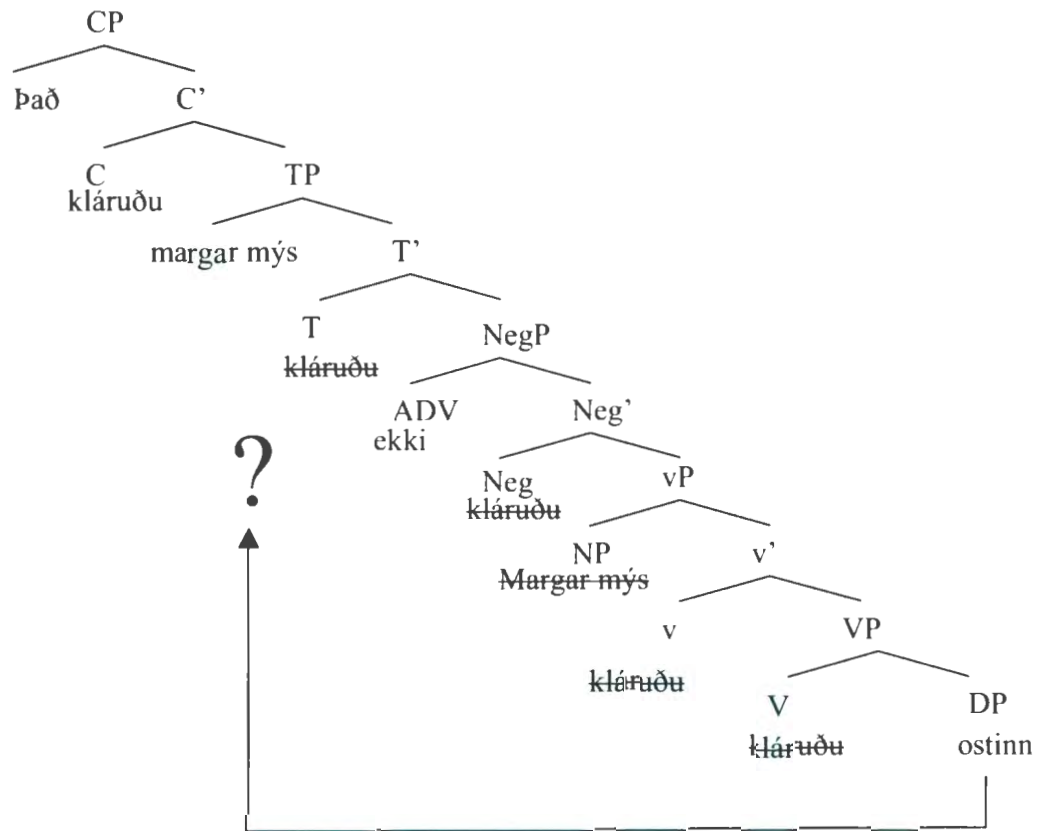 CP
Það C'
C TP
kláruðu
margar mýs T'
T NegP
kláruðu
ADV Neg'
ekki
?
Neg vP
kláruðu
NP v'
Margar mýs
v VP
kláruðu
V DP
kláruðu ostinn